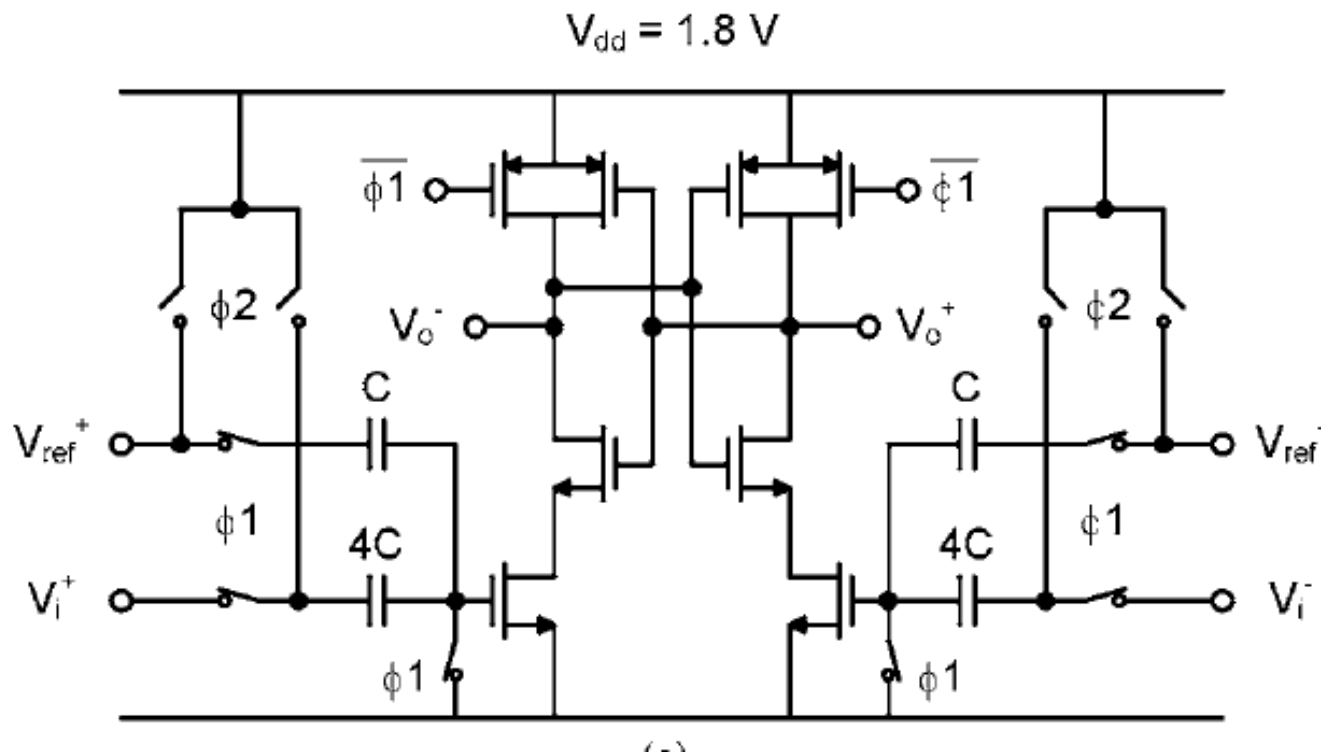 V_dd = 1.8 V
ϕ1 ϕ1
ϕ2 V_o^- V_o^+ ϕ2
C C
V_ref^+ V_ref^-
ϕ1 4C 4C ϕ1
V_i^+ V_i^-
ϕ1 ϕ1